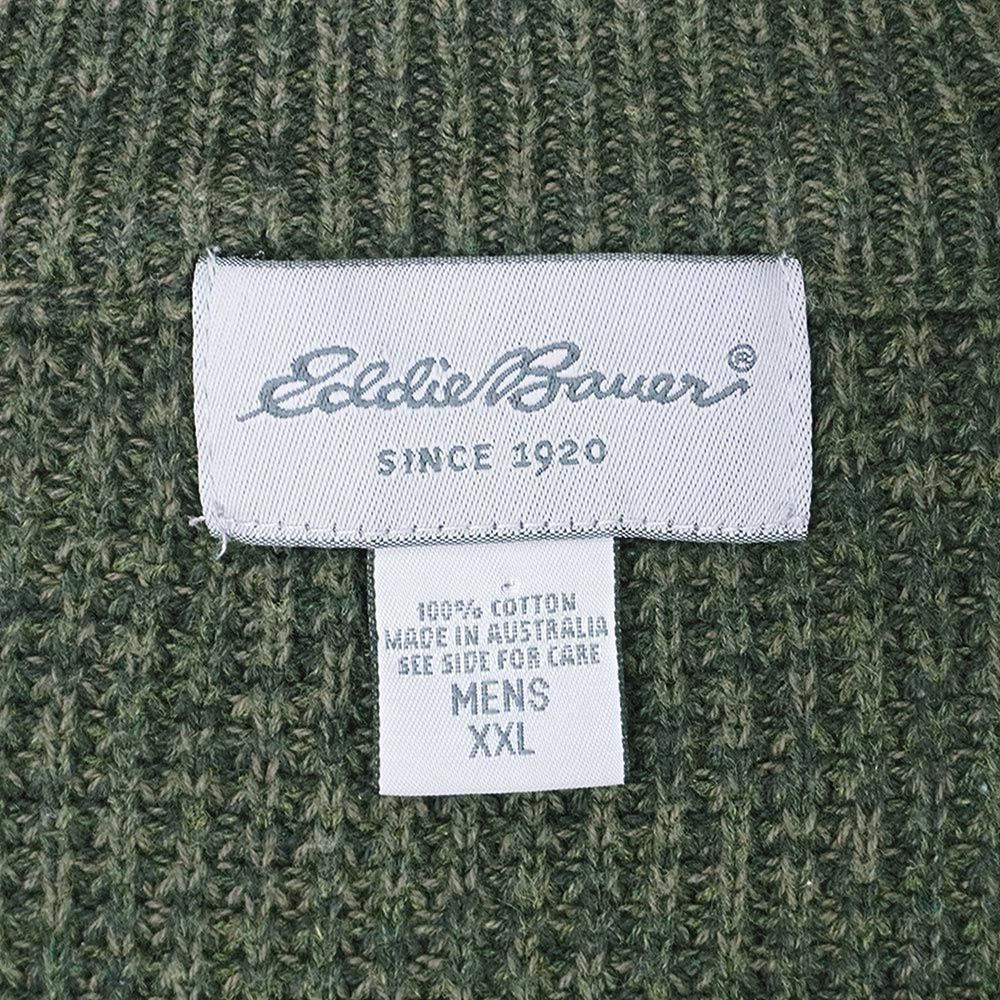 Eddie Bauer®
SINCE 1920
100% COTTON
MADE IN AUSTRALIA
SEE SIDE FOR CARE
MENS
XXL